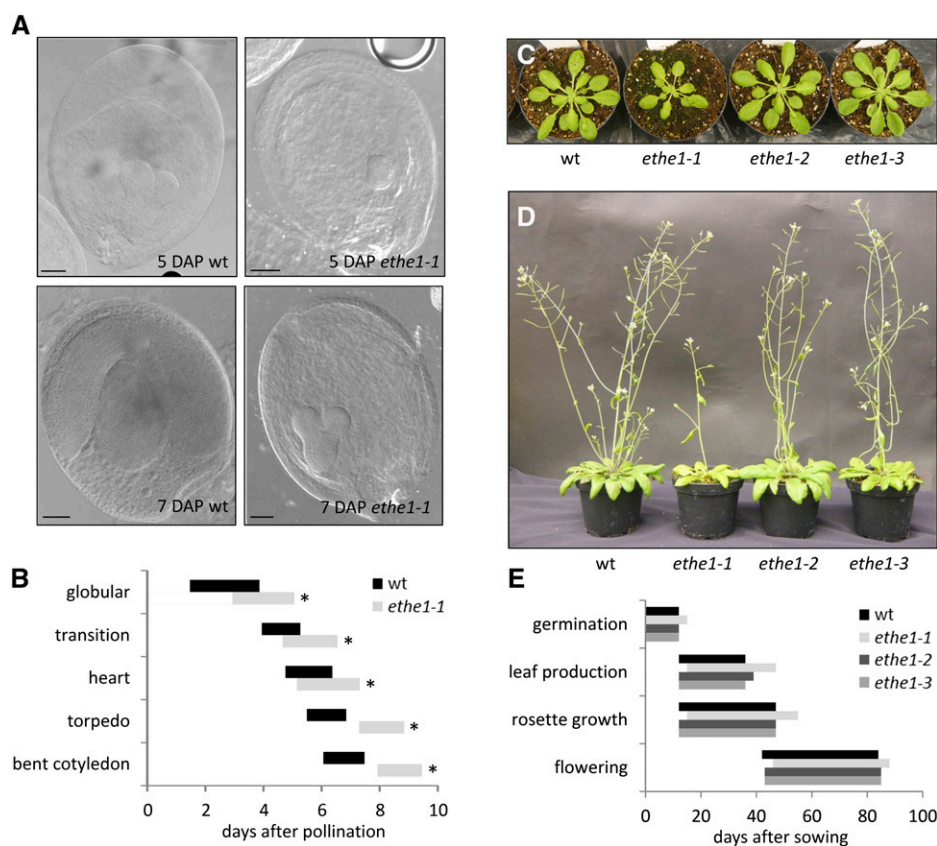 A
5 DAP wt
5 DAP ethe1-1
7 DAP wt
7 DAP ethe1-1
B
globular
transition
heart
torpedo
bent cotyledon
wt
ethe1-1
*
*
*
*
*
0 2 4 6 8 10
days after pollination
C
wt ethe1-1 ethe1-2 ethe1-3
D
wt ethe1-1 ethe1-2 ethe1-3
E
germination
leaf production
rosette growth
flowering
wt
ethe1-1
ethe1-2
ethe1-3
0 20 40 60 80 100
days after sowing